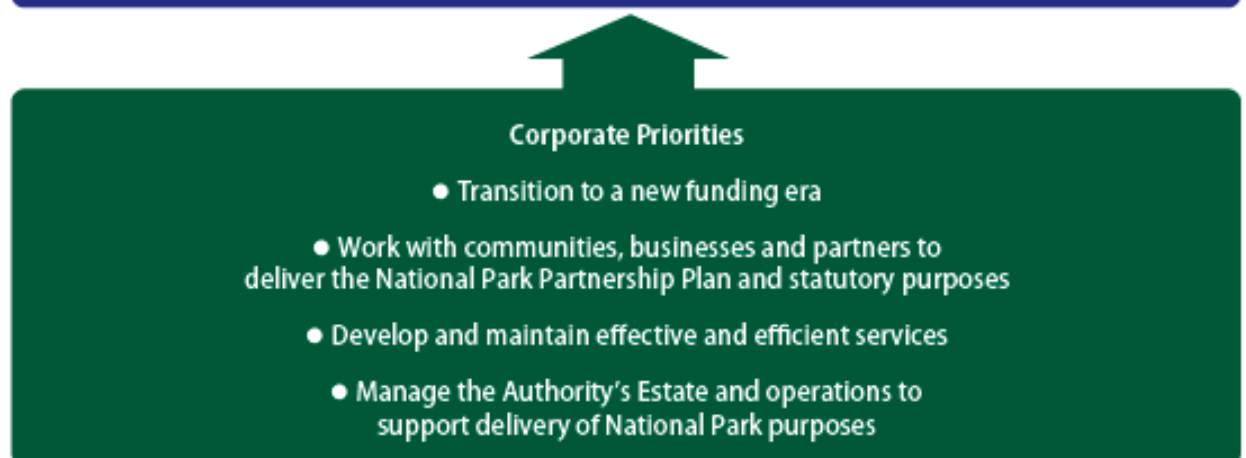 Corporate Priorities
● Transition to a new funding era
● Work with communities, businesses and partners to
deliver the National Park Partnership Plan and statutory purposes
● Develop and maintain effective and efficient services
● Manage the Authority’s Estate and operations to
support delivery of National Park purposes